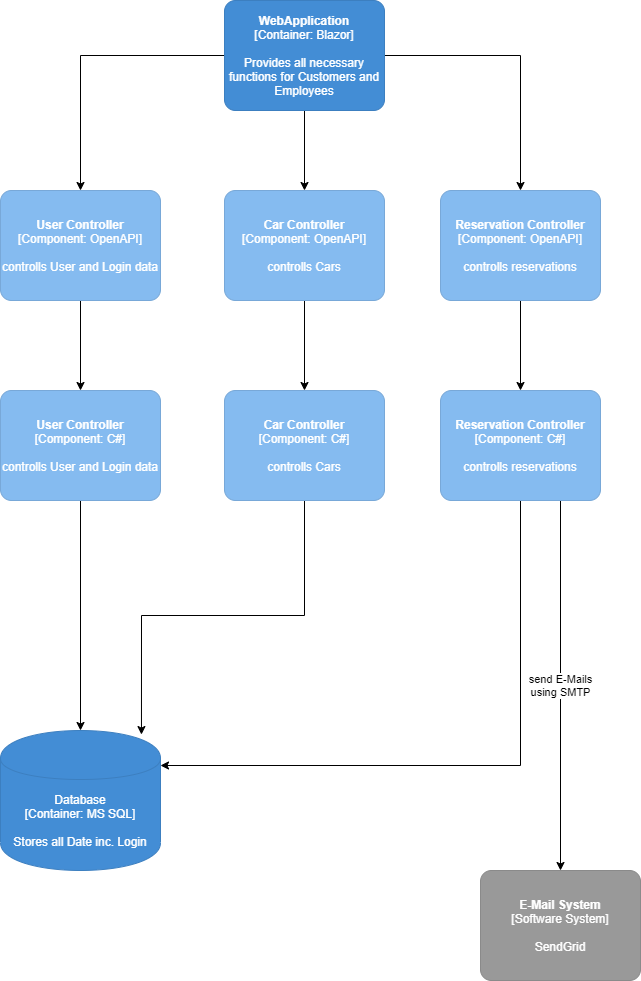 WebApplication
[Container: Blazor]
Provides all necessary
functions for Customers and
Employees
User Controller
[Component: OpenAPI]
controlls User and Login data
Car Controller
[Component: OpenAPI]
controlls Cars
Reservation Controller
[Component: OpenAPI]
controlls reservations
User Controller
[Component: C#]
controlls User and Login data
Car Controller
[Component: C#]
controlls Cars
Reservation Controller
[Component: C#]
controlls reservations
send E-Mails
using SMTP
Database
[Container: MS SQL]
Stores all Date inc. Login
E-Mail System
[Software System]
SendGrid